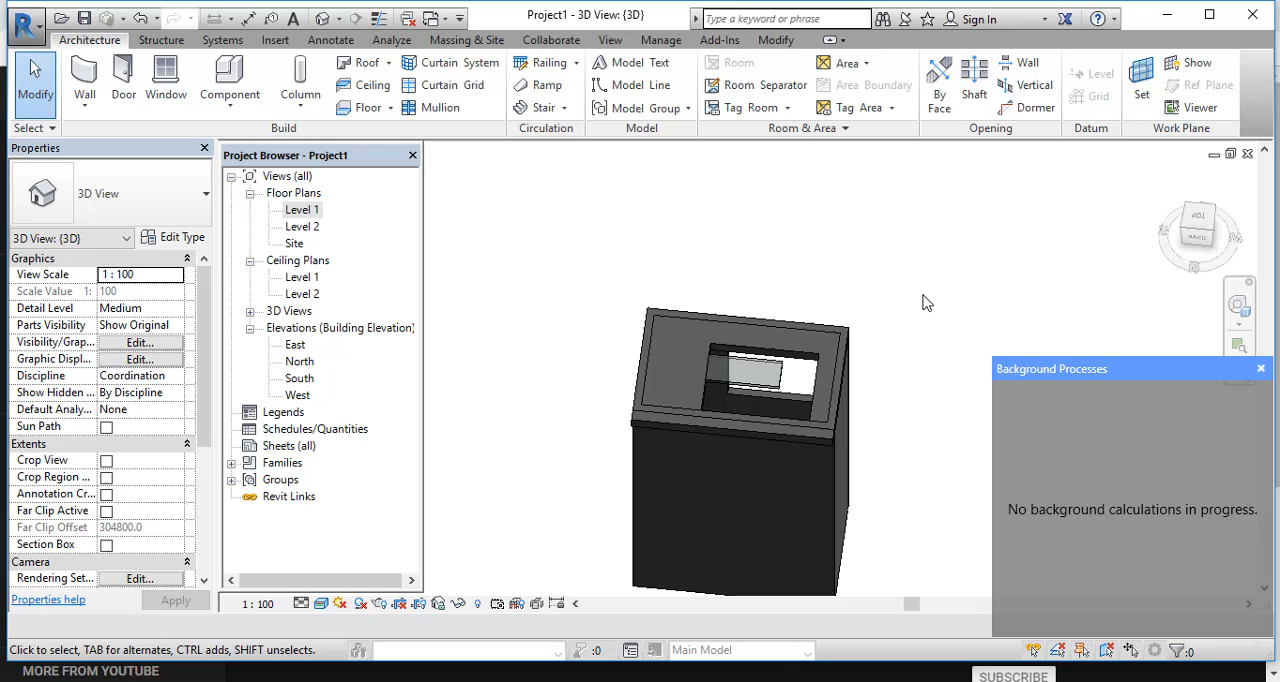 Project1 - 3D View: {3D}
Type a keyword or phrase
Sign In
Architecture Structure Systems Insert Annotate Analyze Massing & Site Collaborate View Manage Add-Ins Modify
Modify
Select
Wall
Door
Window
Component
Column
Roof
Ceiling
Floor
Curtain System
Curtain Grid
Mullion
Build
Railing
Ramp
Stair
Circulation
Model Text
Model Line
Model Group
Model
Room
Room Separator
Tag Room
Area
Area Boundary
Tag Area
Room & Area
By Face
Shaft
Wall
Vertical
Dormer
Opening
Level
Grid
Datum
Set
Show
Ref Plane
Viewer
Work Plane
Properties
3D View
3D View: {3D} Edit Type
Graphics
View Scale 1 : 100
Scale Value 1: 100
Detail Level Medium
Parts Visibility Show Original
Visibility/Grap... Edit...
Graphic Displ... Edit...
Discipline Coordination
Show Hidden ... By Discipline
Default Analy... None
Sun Path
Extents
Crop View
Crop Region ...
Annotation Cr...
Far Clip Active
Far Clip Offset 304800.0
Section Box
Camera
Rendering Set... Edit...
Properties help Apply
Project Browser - Project1
Views (all)
Floor Plans
Level 1
Level 2
Site
Ceiling Plans
Level 1
Level 2
3D Views
Elevations (Building Elevation)
East
North
South
West
Legends
Schedules/Quantities
Sheets (all)
Families
Groups
Revit Links
TOP
BACK
Background Processes
No background calculations in progress.
1 : 100
Click to select, TAB for alternates, CTRL adds, SHIFT unselects.
:0
Main Model
:0
MORE FROM YOUTUBE
SUBSCRIBE